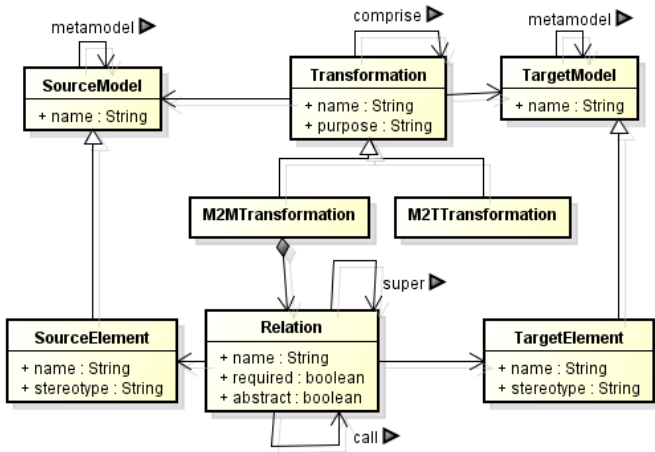 comprise
metamodel
metamodel
SourceModel
+ name : String
Transformation
+ name : String
+ purpose : String
TargetModel
+ name : String
M2MTransformation
M2TTransformation
super
SourceElement
+ name : String
+ stereotype : String
Relation
+ name : String
+ required : boolean
+ abstract : boolean
TargetElement
+ name : String
+ stereotype : String
call